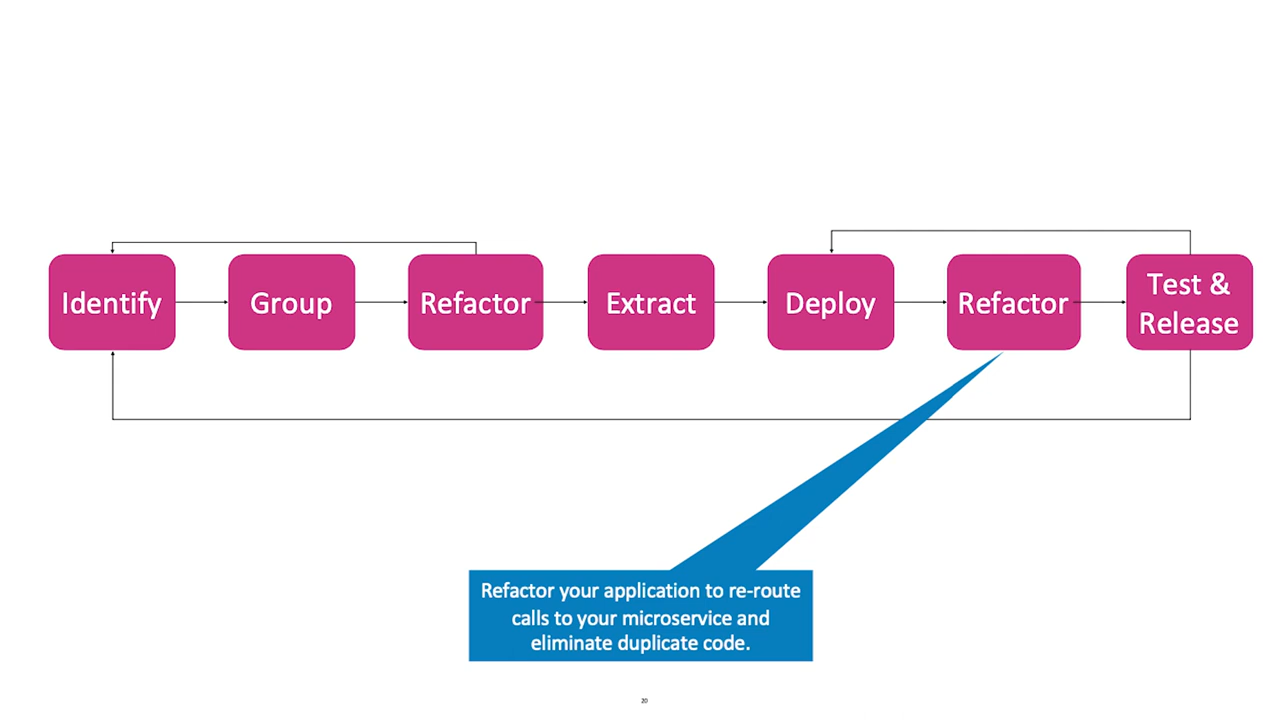 Identify
Group
Refactor
Extract
Deploy
Refactor
Test &
Release
Refactor your application to re-route
calls to your microservice and
eliminate duplicate code.
20